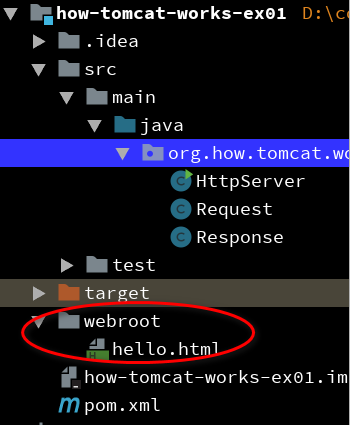 how-tomcat-works-ex01 D:\co
.idea
src
main
java
org.how.tomcat.wo
HttpServer
Request
Response
test
target
webroot
hello.html
how-tomcat-works-ex01.im
pom.xml